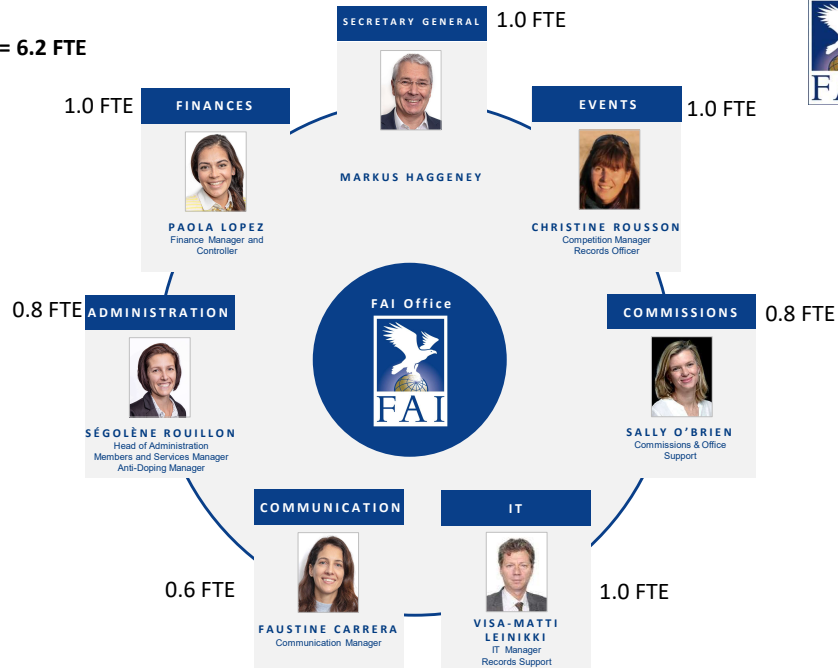 SECRETARY GENERAL
1.0 FTE
= 6.2 FTE
MARKUS HAGGENEY
1.0 FTE
FINANCES
PAOLA LOPEZ
Finance Manager and
Controller
EVENTS
1.0 FTE
CHRISTINE ROUSSON
Competition Manager
Records Officer
0.8 FTE
ADMINISTRATION
SÉGOLÈNE ROUILLON
Head of Administration
Members and Services Manager
Anti-Doping Manager
FAI Office
FAI
COMMISSIONS
0.8 FTE
SALLY O’BRIEN
Commissions & Office
Support
COMMUNICATION
0.6 FTE
FAUSTINE CARRERA
Communication Manager
IT
1.0 FTE
VISA-MATTI
LEINIKKI
IT Manager
Records Support